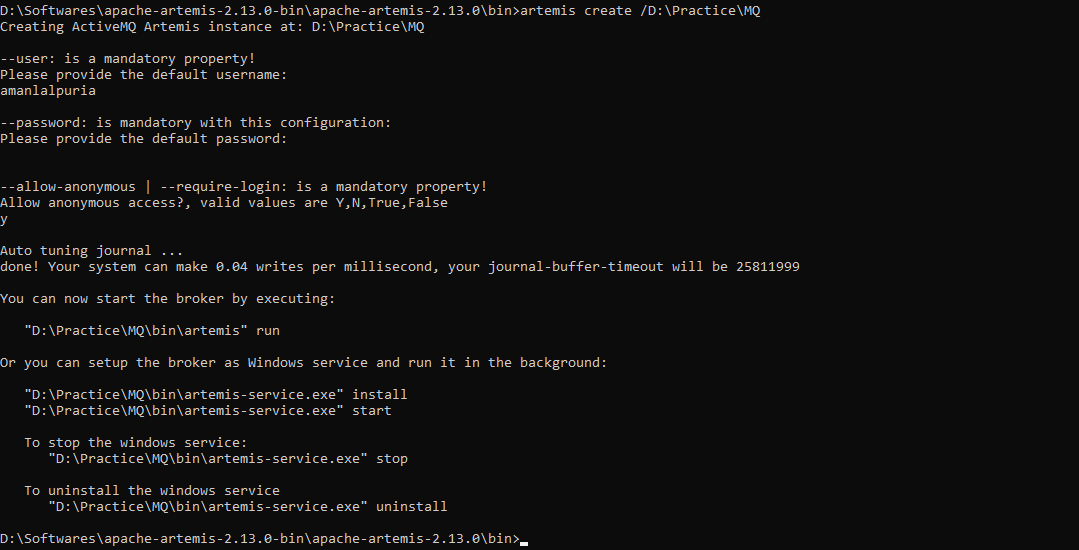 D:\Softwares\apache-artemis-2.13.0-bin\apache-artemis-2.13.0\bin>artemis create /D:\Practice\MQ
Creating ActiveMQ Artemis instance at: D:\Practice\MQ
--user: is a mandatory property!
Please provide the default username:
amanlalpuria
--password: is mandatory with this configuration:
Please provide the default password:
--allow-anonymous | --require-login: is a mandatory property!
Allow anonymous access?, valid values are Y,N,True,False
y
Auto tuning journal ...
done! Your system can make 0.04 writes per millisecond, your journal-buffer-timeout will be 25811999
You can now start the broker by executing:
"D:\Practice\MQ\bin\artemis" run
Or you can setup the broker as Windows service and run it in the background:
"D:\Practice\MQ\bin\artemis-service.exe" install
"D:\Practice\MQ\bin\artemis-service.exe" start
To stop the windows service:
"D:\Practice\MQ\bin\artemis-service.exe" stop
To uninstall the windows service
"D:\Practice\MQ\bin\artemis-service.exe" uninstall
D:\Softwares\apache-artemis-2.13.0-bin\apache-artemis-2.13.0\bin>